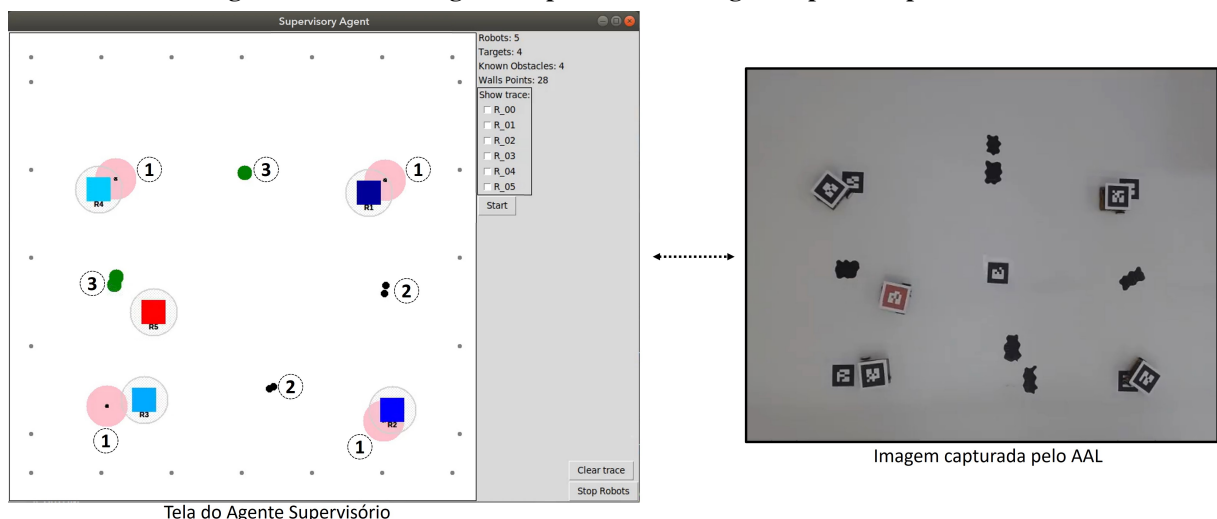 Supervisory Agent
Robots: 5
Targets: 4
Known Obstacles: 4
Walls Points: 28
Show trace:
R_00
R_01
R_02
R_03
R_04
R_05
Start
1
3
1
R4
R1
3
2
R5
2
R3
R2
1
1
Clear trace
Stop Robots
Tela do Agente Supervisório
Imagem capturada pelo AAL